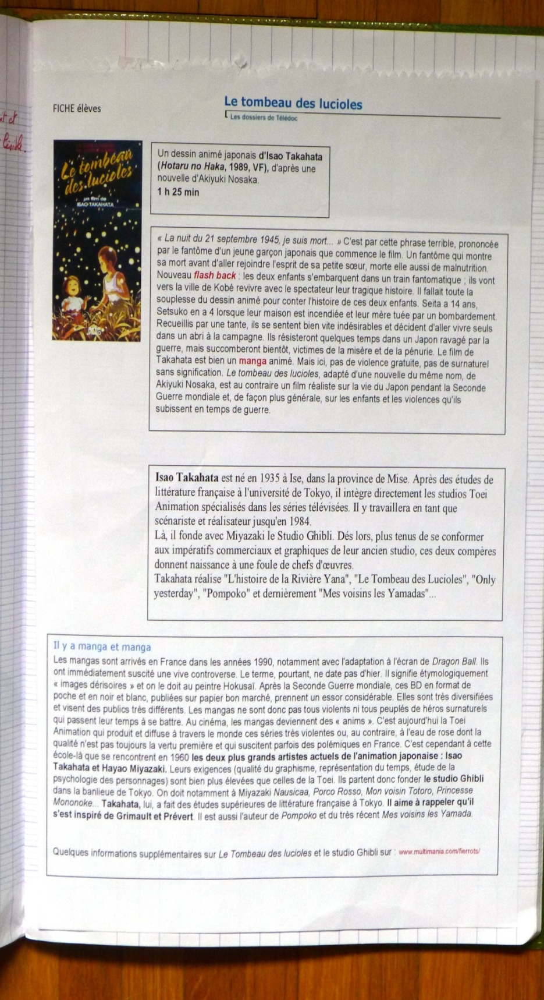 it et
lisible.
FICHE élèves
Le tombeau des lucioles
Les dossiers de Télédoc
Le tombeau
des lucioles
un film de
ISAO TAKAHATA
Un dessin animé japonais d'Isao Takahata
(Hotaru no Haka, 1989, VF), d'après une
nouvelle d'Akiyuki Nosaka.
1 h 25 min
« La nuit du 21 septembre 1945, je suis mort... » C'est par cette phrase terrible, prononcée
par le fantôme d'un jeune garçon japonais que commence le film. Un fantôme qui montre
sa mort avant d'aller rejoindre l'esprit de sa petite sœur, morte elle aussi de malnutrition.
Nouveau flash back : les deux enfants s'embarquent dans un train fantomatique ; ils vont
vers la ville de Kobé revivre avec le spectateur leur tragique histoire. Il fallait toute la
souplesse du dessin animé pour conter l'histoire de ces deux enfants. Seita a 14 ans,
Setsuko en a 4 lorsque leur maison est incendiée et leur mère tuée par un bombardement.
Recueillis par une tante, ils se sentent bien vite indésirables et décident d'aller vivre seuls
dans un abri à la campagne. Ils résisteront quelques temps dans un Japon ravagé par la
guerre, mais succomberont bientôt, victimes de la misère et de la pénurie. Le film de
Takahata est bien un manga animé. Mais ici, pas de violence gratuite, pas de surnaturel
sans signification. Le tombeau des lucioles, adapté d'une nouvelle du même nom, de
Akiyuki Nosaka, est au contraire un film réaliste sur la vie du Japon pendant la Seconde
Guerre mondiale et, de façon plus générale, sur les enfants et les violences qu'ils
subissent en temps de guerre.
Isao Takahata est né en 1935 à Ise, dans la province de Mise. Après des études de
littérature française à l'université de Tokyo, il intègre directement les studios Toei
Animation spécialisés dans les séries télévisées. Il y travaillera en tant que
scénariste et réalisateur jusqu'en 1984.
Là, il fonde avec Miyazaki le Studio Ghibli. Dés lors, plus tenus de se conformer
aux impératifs commerciaux et graphiques de leur ancien studio, ces deux compères
donnent naissance à une foule de chefs d'œuvres.
Takahata réalise "L'histoire de la Rivière Yana", "Le Tombeau des Lucioles", "Only
yesterday", "Pompoko" et dernièrement "Mes voisins les Yamadas"...
Il y a manga et manga
Les mangas sont arrivés en France dans les années 1990, notamment avec l'adaptation à l'écran de Dragon Ball. Ils
ont immédiatement suscité une vive controverse. Le terme, pourtant, ne date pas d'hier. Il signifie étymologiquement
« images dérisoires » et on le doit au peintre Hokusaï. Après la Seconde Guerre mondiale, ces BD en format de
poche et en noir et blanc, publiées sur papier bon marché, prennent un essor considérable. Elles sont très diversifiées
et visent des publics très différents. Les mangas ne sont donc pas tous violents ni tous peuplés de héros surnaturels
qui passent leur temps à se battre. Au cinéma, les mangas deviennent des « anims ». C'est aujourd'hui la Toei
Animation qui produit et diffuse à travers le monde ces séries très violentes ou, au contraire, à l'eau de rose dont la
qualité n'est pas toujours la vertu première et qui suscitent parfois des polémiques en France. C'est cependant à cette
école-là que se rencontrent en 1960 les deux plus grands artistes actuels de l'animation japonaise : Isao
Takahata et Hayao Miyazaki. Leurs exigences (qualité du graphisme, représentation du temps, étude de la
psychologie des personnages) sont bien plus élevées que celles de la Toei. Ils partent donc fonder le studio Ghibli
dans la banlieue de Tokyo. On doit notamment à Miyazaki Nausicaa, Porco Rosso, Mon voisin Totoro, Princesse
Mononoke... Takahata, lui, a fait des études supérieures de littérature française à Tokyo. Il aime à rappeler qu'il
s'est inspiré de Grimault et Prévert. Il est aussi l'auteur de Pompoko et du très récent Mes voisins les Yamada.
Quelques informations supplémentaires sur Le Tombeau des lucioles et le studio Ghibli sur : www.multimania.com/fierrots/